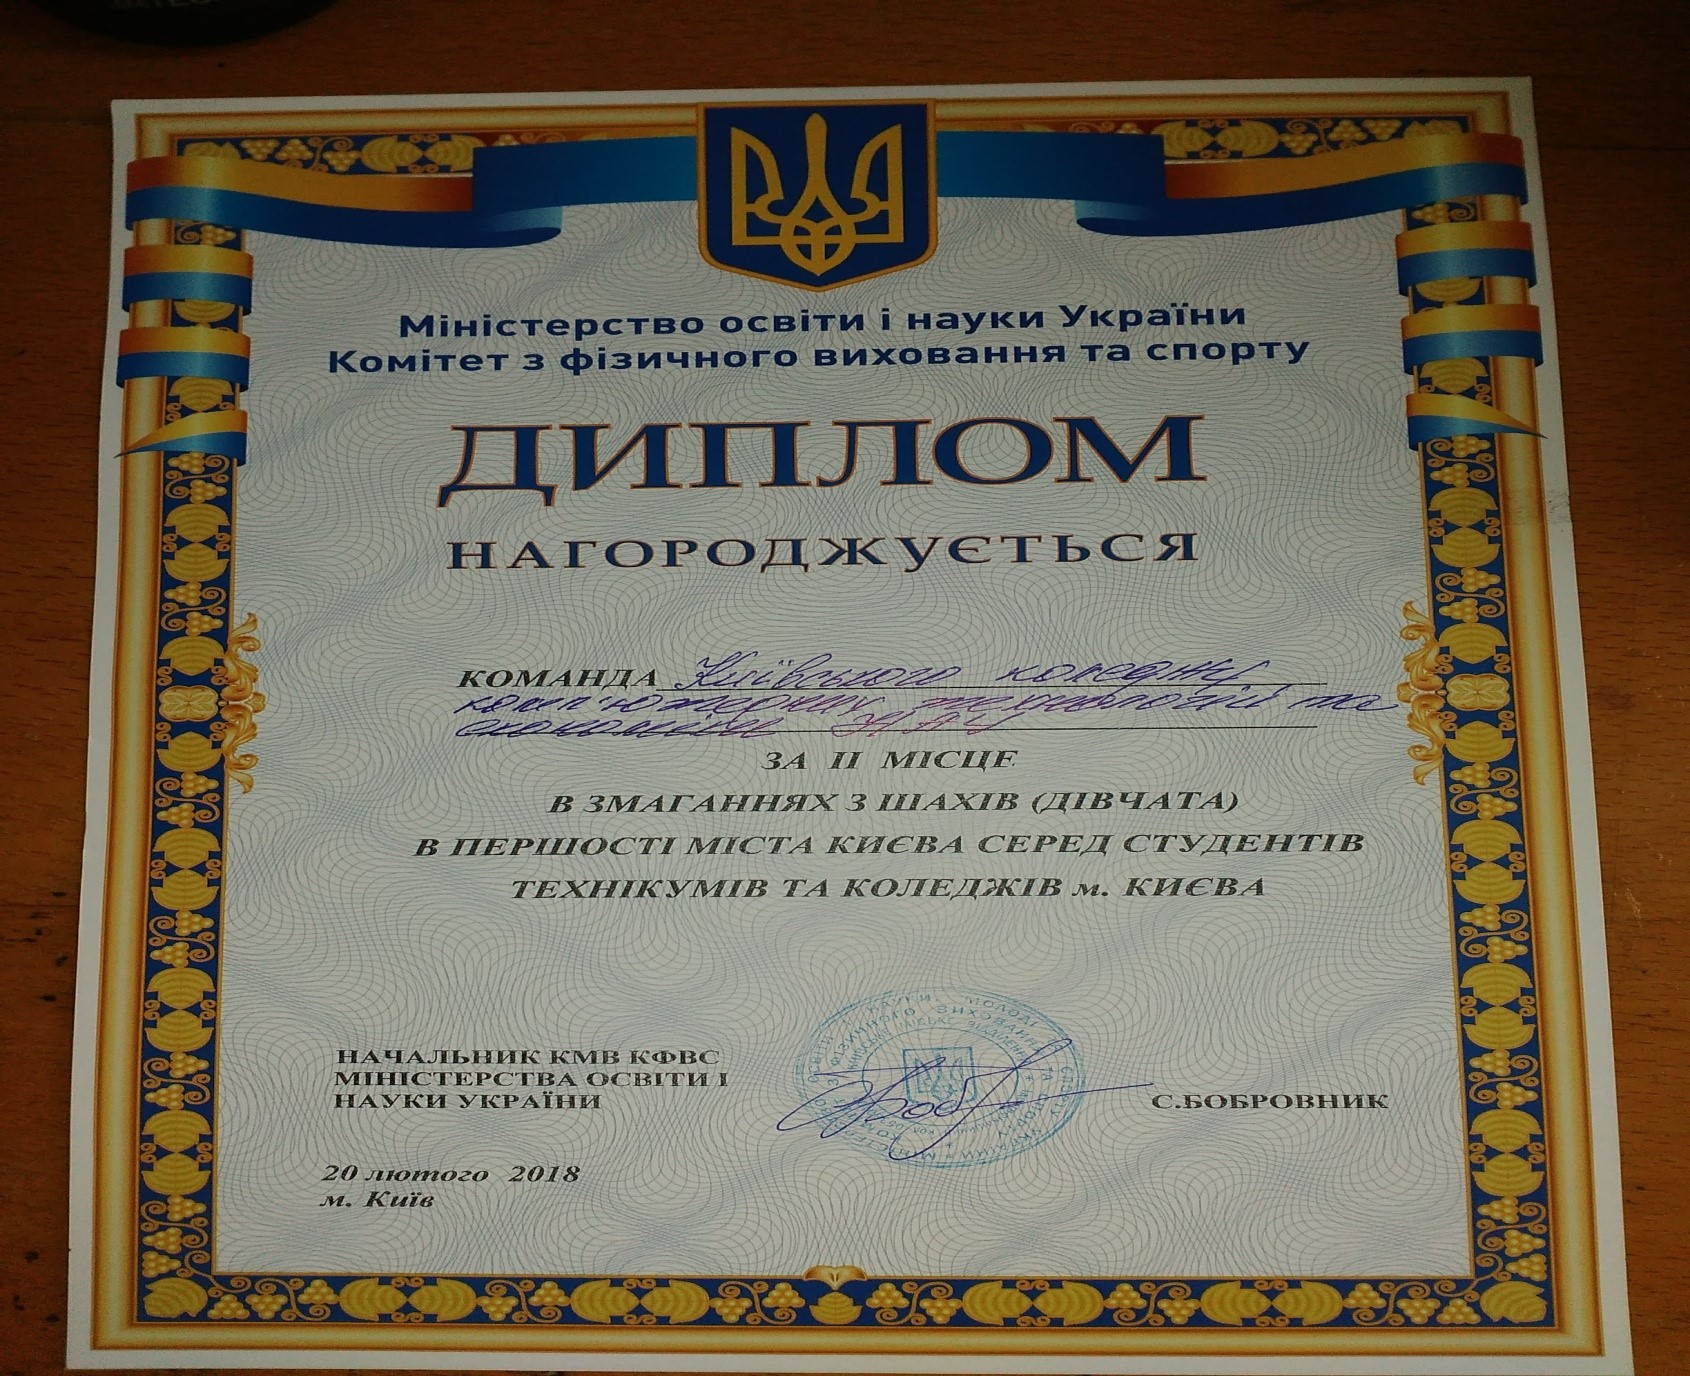 Міністерство освіти і науки України
Комітет з фізичного виховання та спорту
ДИПЛОМ
НАГОРОДЖУЄТЬСЯ
КОМАНДА Київського коледжу
комп'ютерних технологій та
економіки НАУ
ЗА II МІСЦЕ
В ЗМАГАННЯХ З ШАХІВ (ДІВЧАТА)
В ПЕРШОСТІ МІСТА КИЄВА СЕРЕД СТУДЕНТІВ
ТЕХНІКУМІВ ТА КОЛЕДЖІВ м. КИЄВА
НАЧАЛЬНИК КМВ КФВС
МІНІСТЕРСТВА ОСВІТИ І
НАУКИ УКРАЇНИ
С.БОБРОВНИК
20 лютого 2018
м. Київ